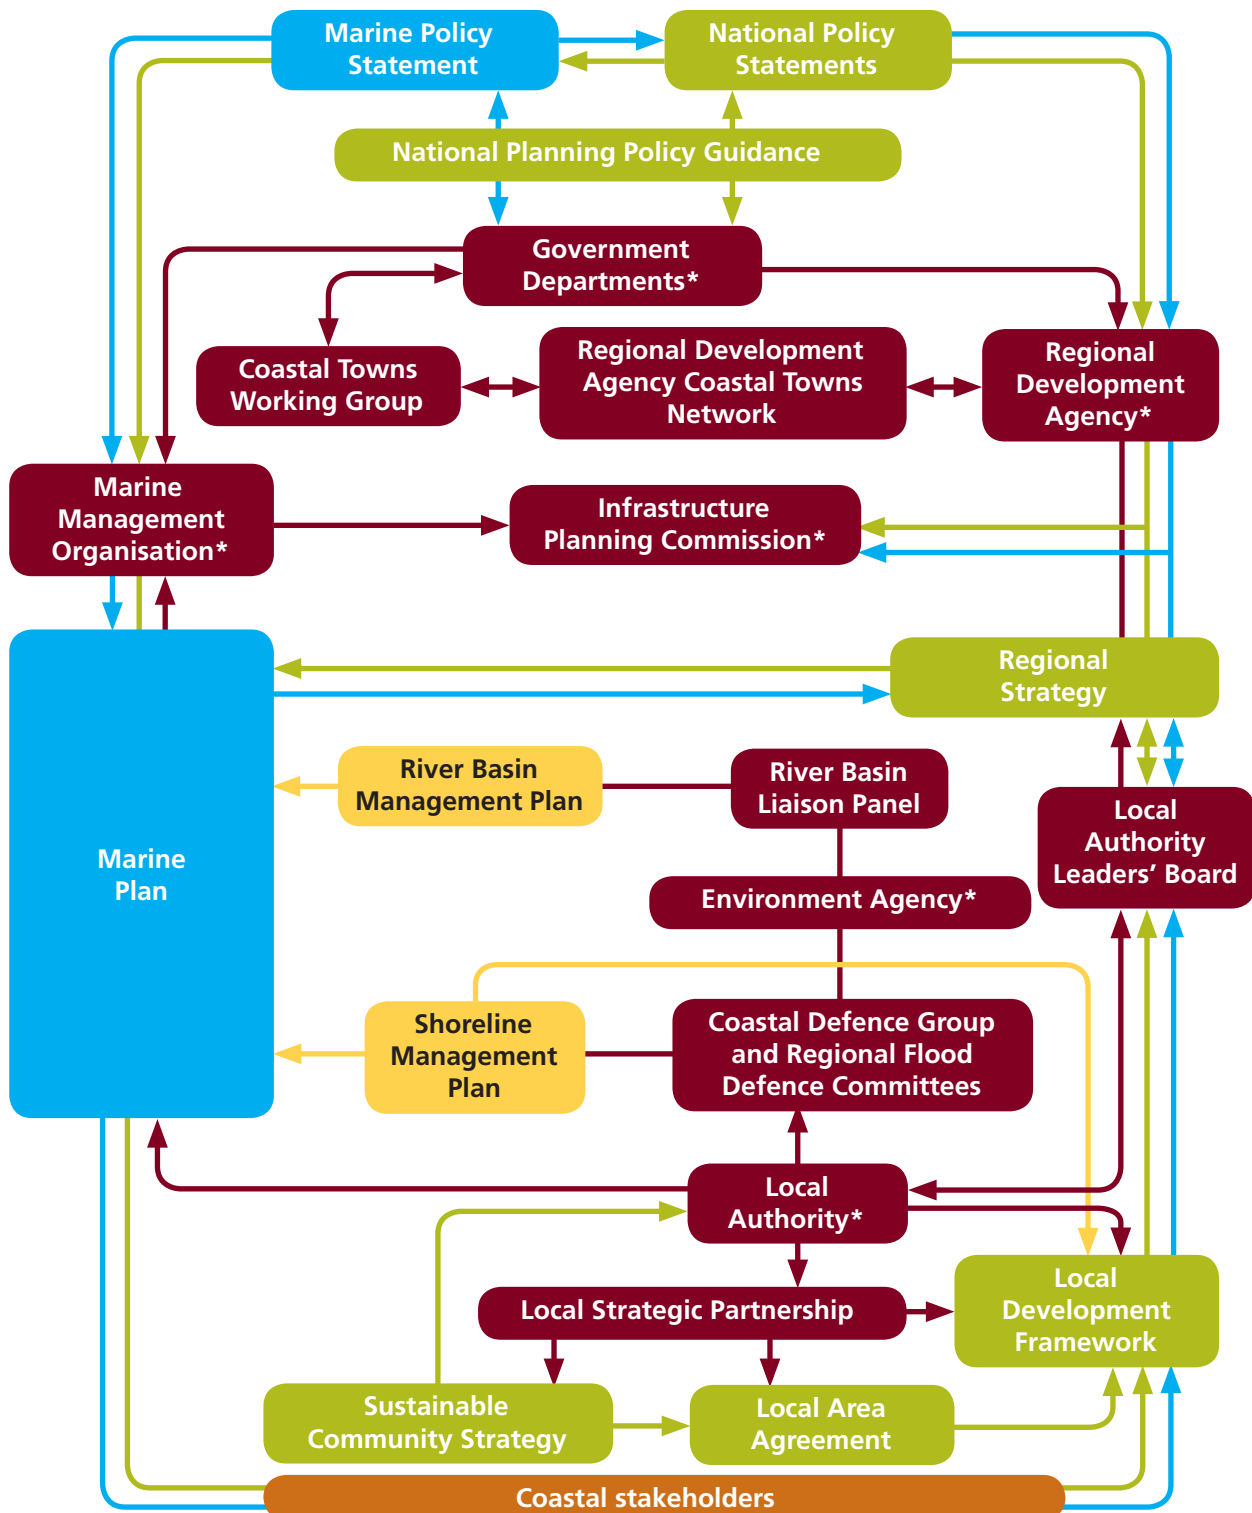 Marine Policy
Statement
National Policy
Statements
National Planning Policy Guidance
Government
Departments*
Coastal Towns
Working Group
Regional Development
Agency Coastal Towns
Network
Regional
Development
Agency*
Marine
Management
Organisation*
Infrastructure
Planning Commission*
Regional
Strategy
River Basin
Management Plan
River Basin
Liaison Panel
Local
Authority
Leaders’ Board
Marine
Plan
Environment Agency*
Shoreline
Management
Plan
Coastal Defence Group
and Regional Flood
Defence Committees
Local
Authority*
Local
Development
Framework
Local Strategic Partnership
Sustainable
Community Strategy
Local Area
Agreement
Coastal stakeholders